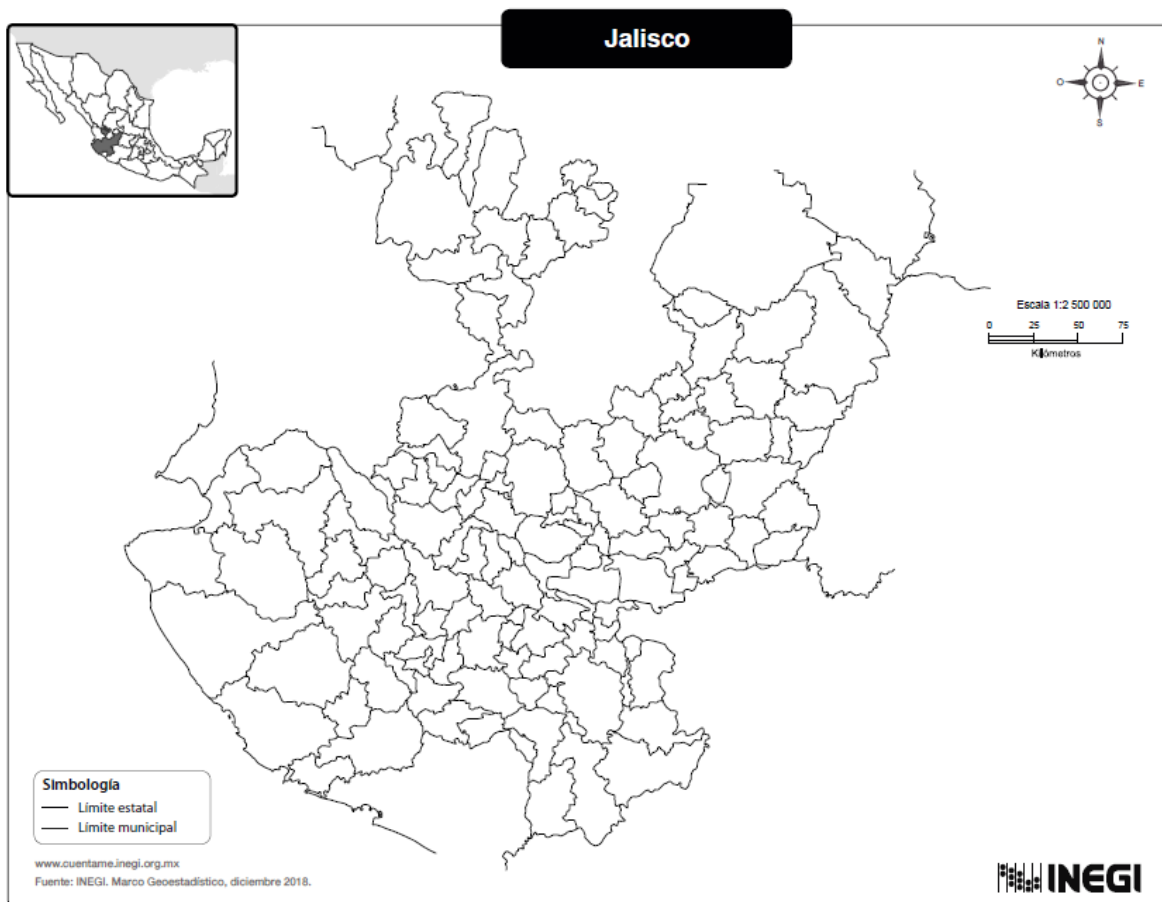 Jalisco
N
O E
S
Escala 1:2 500 000
0 25 50 75
Kilómetros
Simbología
Límite estatal
Límite municipal
www.cuentame.inegi.org.mx
Fuente: INEGI. Marco Geoestadístico, diciembre 2018.
INEGI